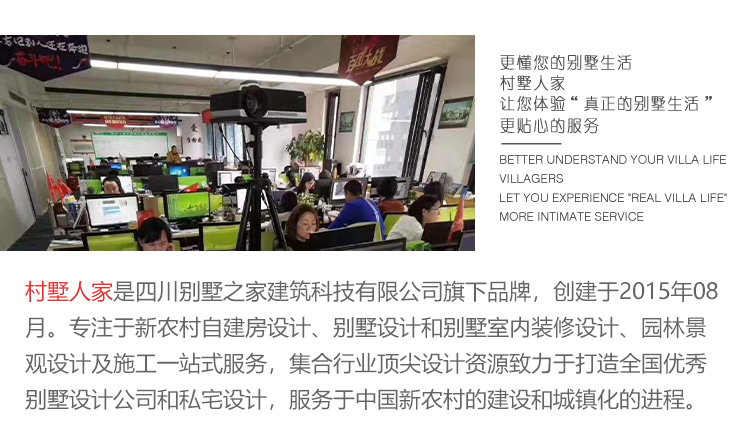 奋斗吧!
百团大战
爱
更懂您的别墅生活
村墅人家
让您体验“真正的别墅生活”
更贴心的服务
BETTER UNDERSTAND YOUR VILLA LIFE
VILLAGERS
LET YOU EXPERIENCE "REAL VILLA LIFE"
MORE INTIMATE SERVICE
村墅人家是四川别墅之家建筑科技有限公司旗下品牌，创建于2015年08
月。专注于新农村自建房设计、别墅设计和别墅室内装修设计、园林景
观设计及施工一站式服务，集合行业顶尖设计资源致力于打造全国优秀
别墅设计公司和私宅设计，服务于中国新农村的建设和城镇化的进程。